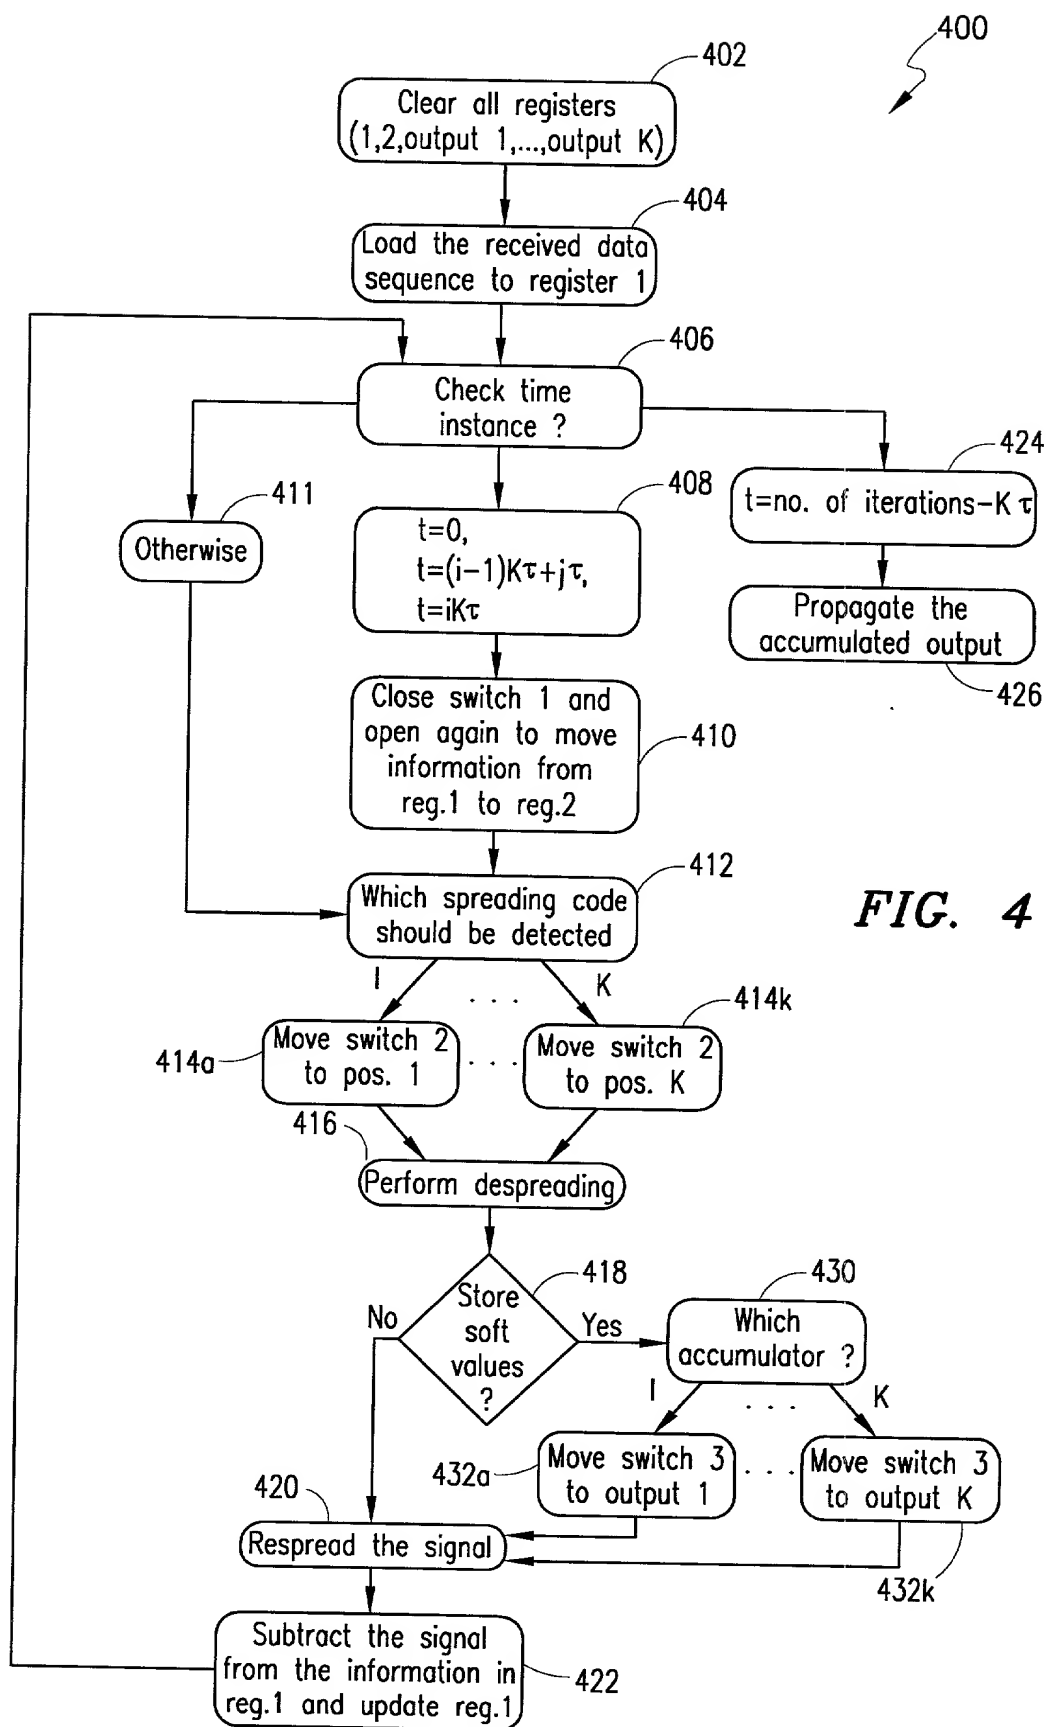 400
402
Clear all registers
(1,2,output 1,...,output K)
404
Load the received data
sequence to register 1
406
Check time
instance ?
424
t=no. of iterations-Kτ
411
Otherwise
408
t=0,
t=(i-1)Kτ+jτ,
t=iKτ
Propagate the
accumulated output
426
Close switch 1 and
open again to move
information from
reg.1 to reg.2
410
412
Which spreading code
should be detected
FIG. 4
I
. . .
K
414k
414a
Move switch 2
to pos. 1
. . .
Move switch 2
to pos. K
416
Perform despreading
418
Store
soft
values
?
No
Yes
430
Which
accumulator ?
I
. . .
K
432a
Move switch 3
to output 1
. . .
Move switch 3
to output K
432k
420
Respread the signal
Subtract the signal
from the information in
reg.1 and update reg.1
422